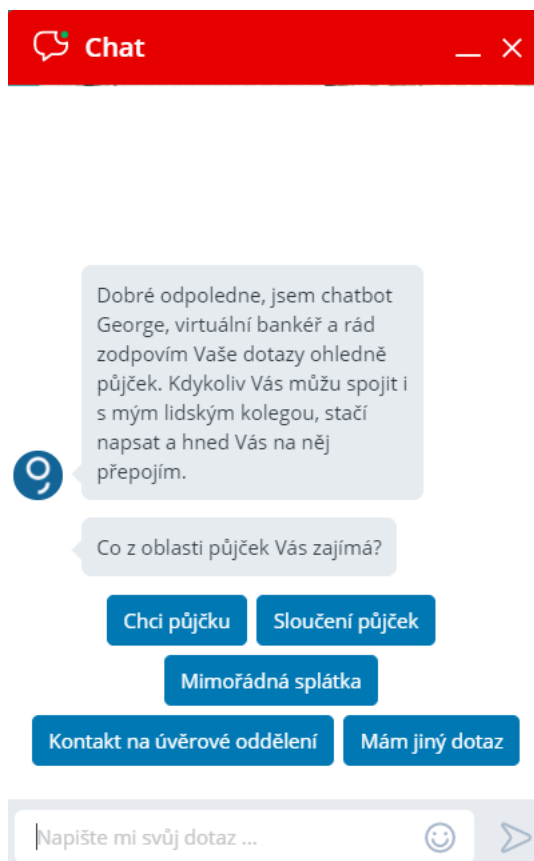 Chat
Dobré odpoledne, jsem chatbot
George, virtuální bankéř a rád
zodpovím Vaše dotazy ohledně
půjček. Kdykoliv Vás můžu spojit i
s mým lidským kolegou, stačí
napsat a hned Vás na něj
přepojím.
Co z oblasti půjček Vás zajímá?
Chci půjčku Sloučení půjček
Mimořádná splátka
Kontakt na úvěrové oddělení Mám jiný dotaz
Napište mi svůj dotaz ...